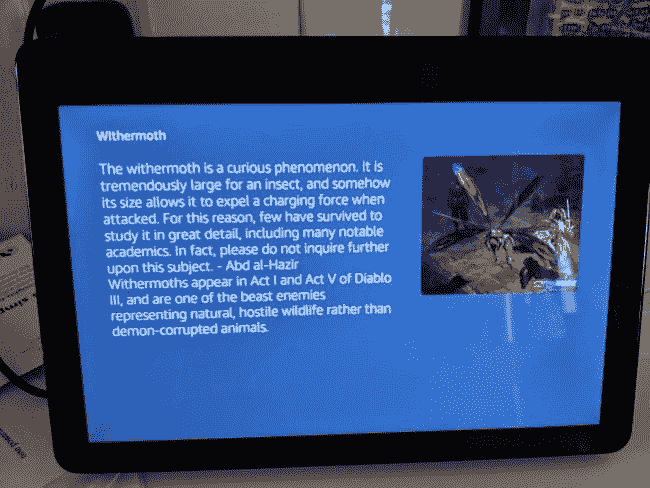 Withermoth
The withermoth is a curious phenomenon. It is
tremendously large for an insect, and somehow
its size allows it to expel a charging force when
attacked. For this reason, few have survived to
study it in great detail, including many notable
academics. In fact, please do not inquire further
upon this subject. - Abd al-Hazir
Withermoths appear in Act I and Act V of Diablo
III, and are one of the beast enemies
representing natural, hostile wildlife rather than
demon-corrupted animals.